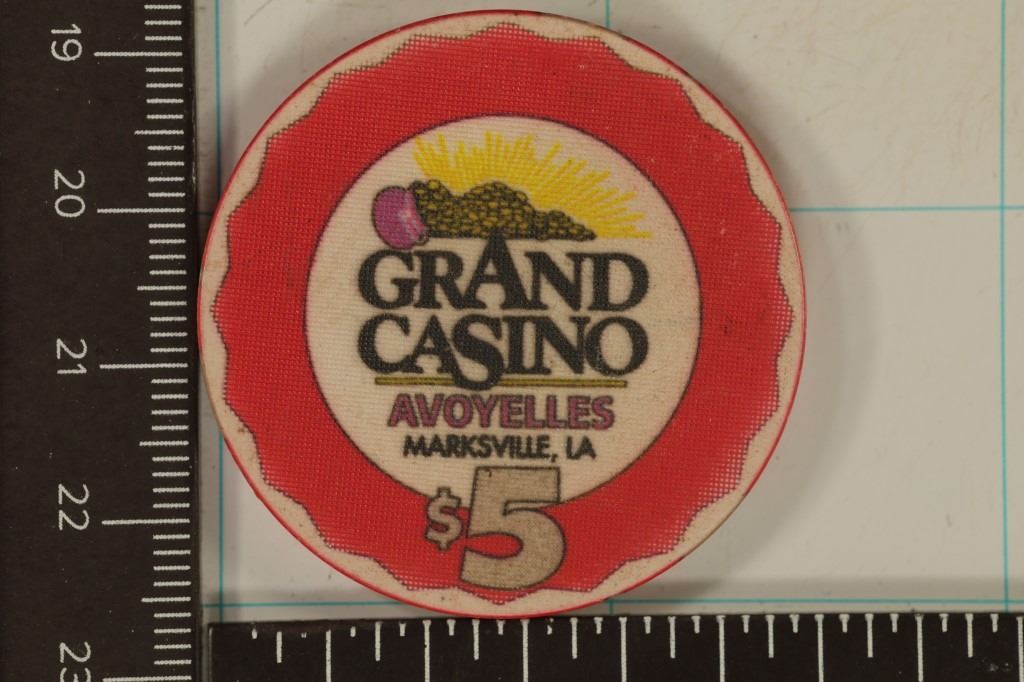 19
20
21
22
23
GRAND
CASINO
AVOYELLES
MARKSVILLE, LA
$5